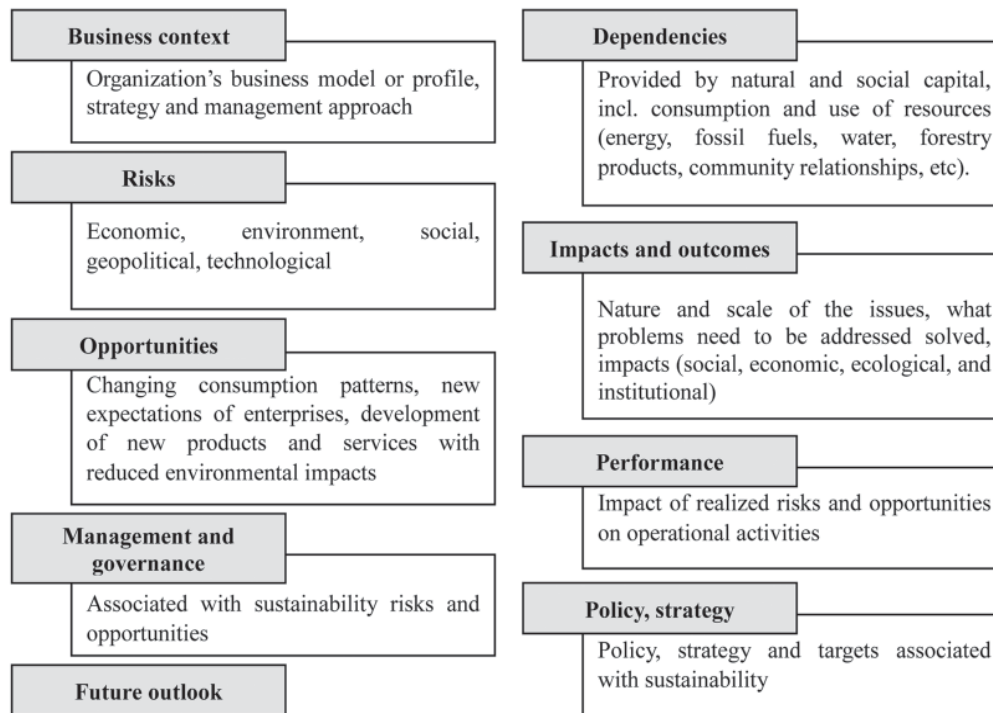 Business context
Organization's business model or profile,
strategy and management approach
Risks
Economic, environment, social,
geopolitical, technological
Opportunities
Changing consumption patterns, new
expectations of enterprises, development
of new products and services with
reduced environmental impacts
Management and
governance
Associated with sustainability risks and
opportunities
Future outlook
Dependencies
Provided by natural and social capital,
incl. consumption and use of resources
(energy, fossil fuels, water, forestry
products, community relationships, etc).
Impacts and outcomes
Nature and scale of the issues, what
problems need to be addressed solved,
impacts (social, economic, ecological, and
institutional)
Performance
Impact of realized risks and opportunities
on operational activities
Policy, strategy
Policy, strategy and targets associated
with sustainability